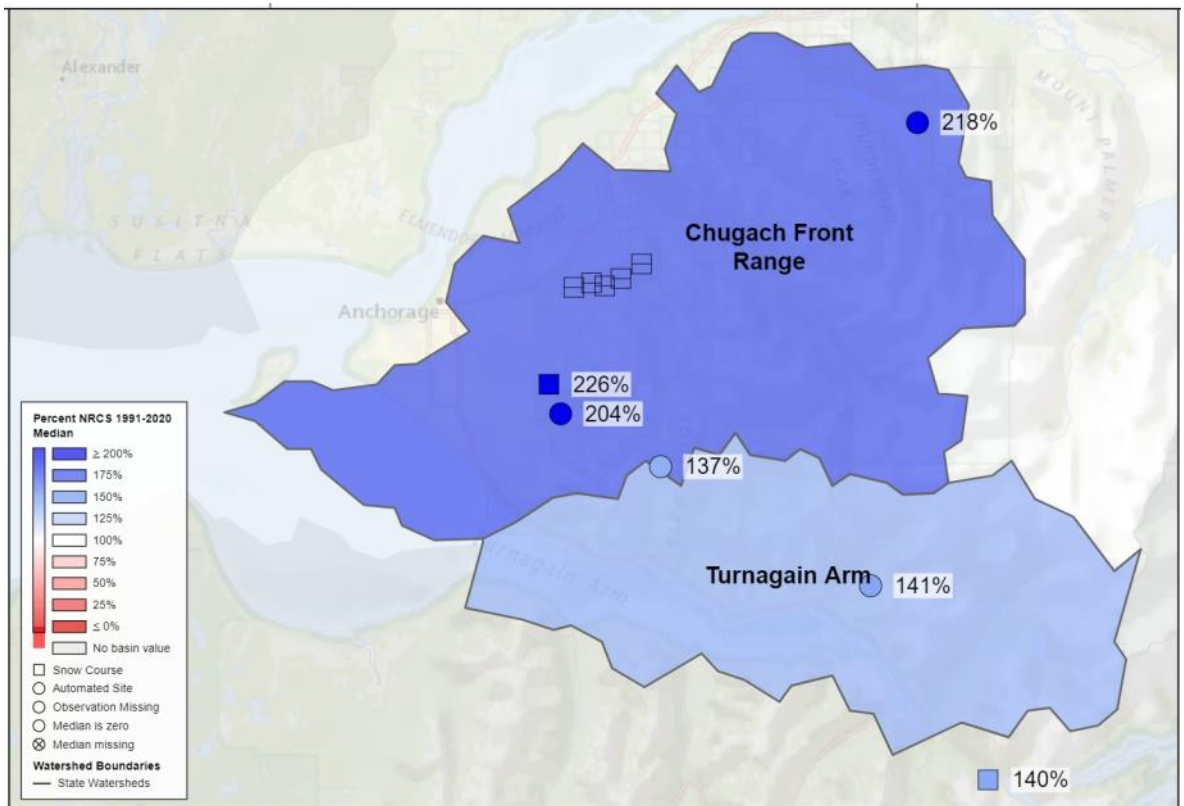 Alexander
MOUNT PALMER
218%
SUSITNA
FLATS
Chugach Front
Range
Anchorage
226%
204%
137%
Turnagain Arm
Turnagain Arm
141%
140%
Percent NRCS 1991-2020
Median
≥ 200%
175%
150%
125%
100%
75%
50%
25%
≤ 0%
No basin value
Snow Course
Automated Site
Observation Missing
Median is zero
Median missing
Watershed Boundaries
State Watersheds